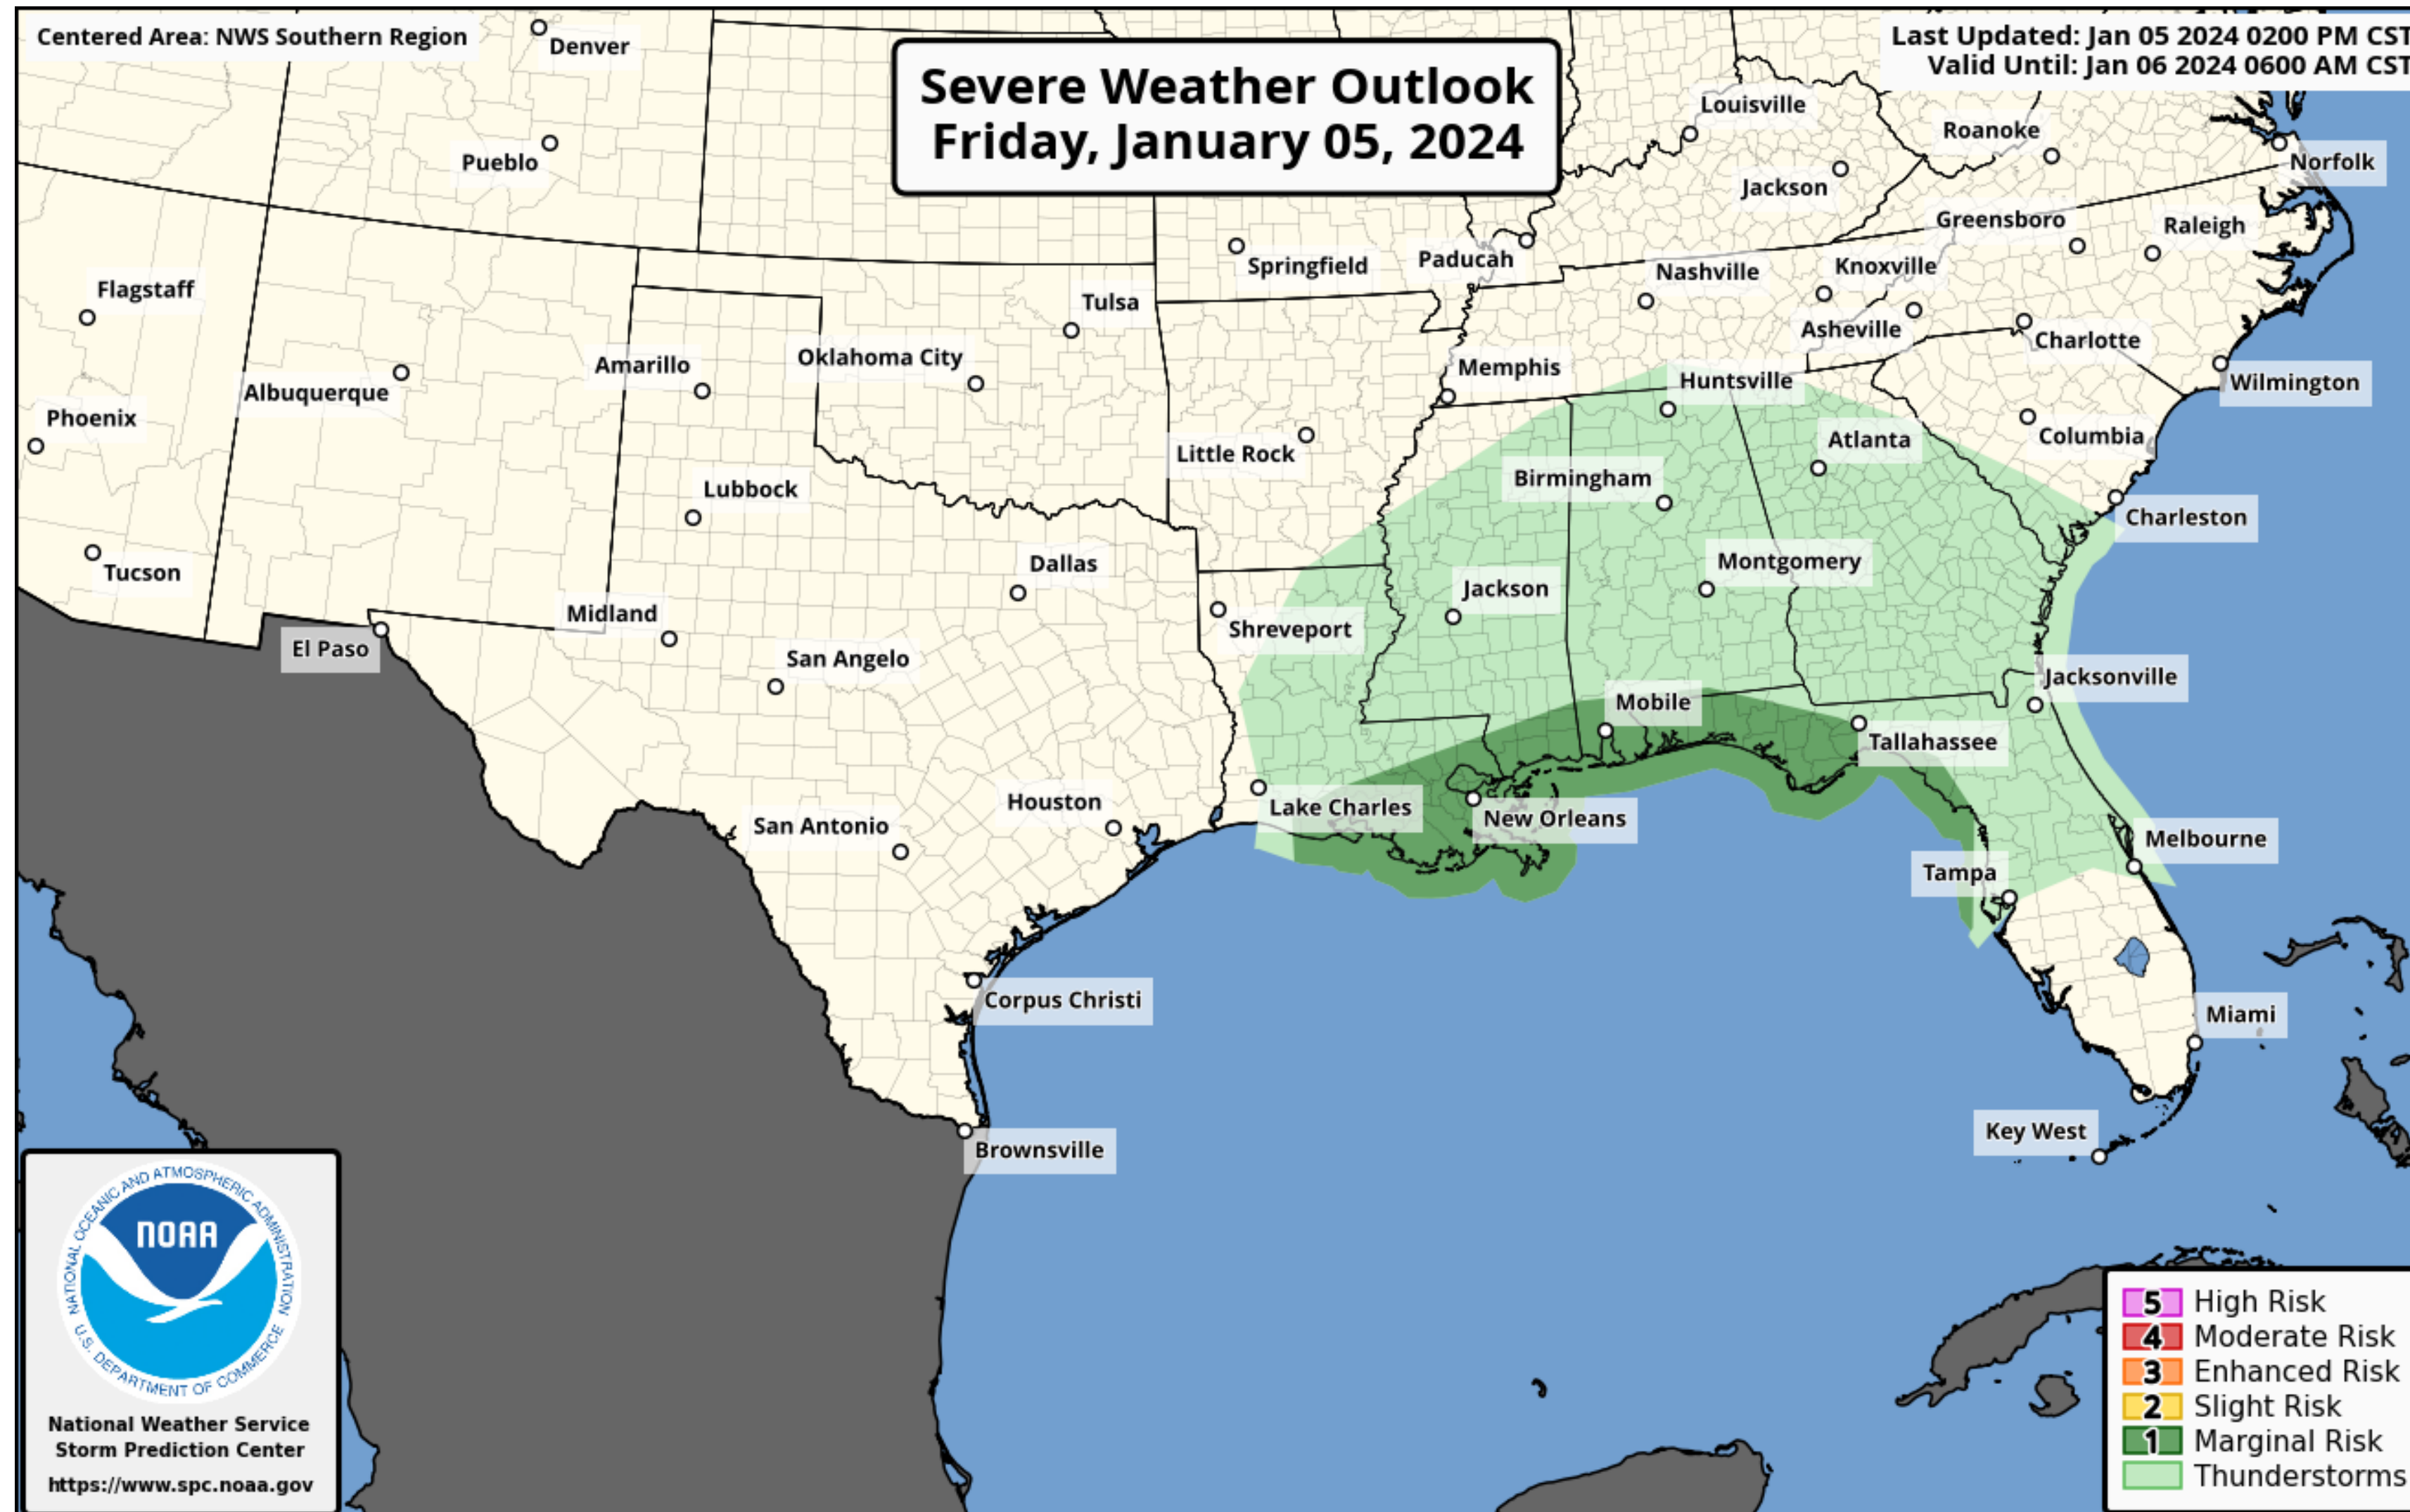 Centered Area: NWS Southern Region
Severe Weather Outlook
Friday, January 05, 2024
Last Updated: Jan 05 2024 0200 PM CST
Valid Until: Jan 06 2024 0600 AM CST
Denver
Pueblo
Louisville
Roanoke
Norfolk
Jackson
Greensboro
Raleigh
Springfield
Paducah
Nashville
Knoxville
Flagstaff
Tulsa
Asheville
Charlotte
Oklahoma City
Amarillo
Memphis
Huntsville
Wilmington
Albuquerque
Phoenix
Little Rock
Atlanta
Columbia
Birmingham
Lubbock
Charleston
Tucson
Dallas
Montgomery
Jackson
Midland
Shreveport
El Paso
San Angelo
Jacksonville
Mobile
Tallahassee
Houston
Lake Charles
New Orleans
San Antonio
Melbourne
Tampa
Corpus Christi
Miami
Key West
Brownsville
NATIONAL OCEANIC AND ATMOSPHERIC ADMINISTRATION
NOAA
U.S. DEPARTMENT OF COMMERCE
National Weather Service
Storm Prediction Center
https://www.spc.noaa.gov
5 High Risk
4 Moderate Risk
3 Enhanced Risk
2 Slight Risk
1 Marginal Risk
Thunderstorms